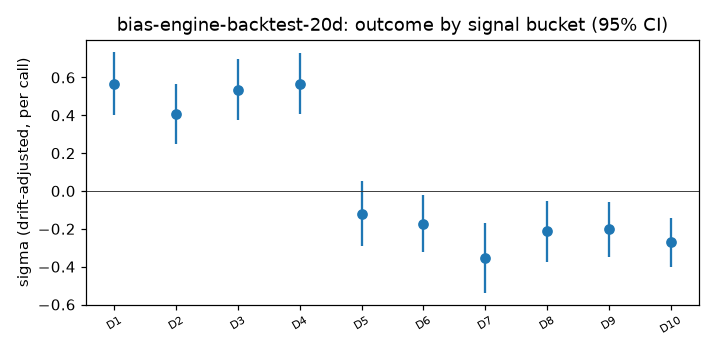 bias-engine-backtest-20d: outcome by signal bucket (95% CI)
sigma (drift-adjusted, per call)
0.6
0.4
0.2
0.0
−0.2
−0.4
−0.6
D1 D2 D3 D4 D5 D6 D7 D8 D9 D10